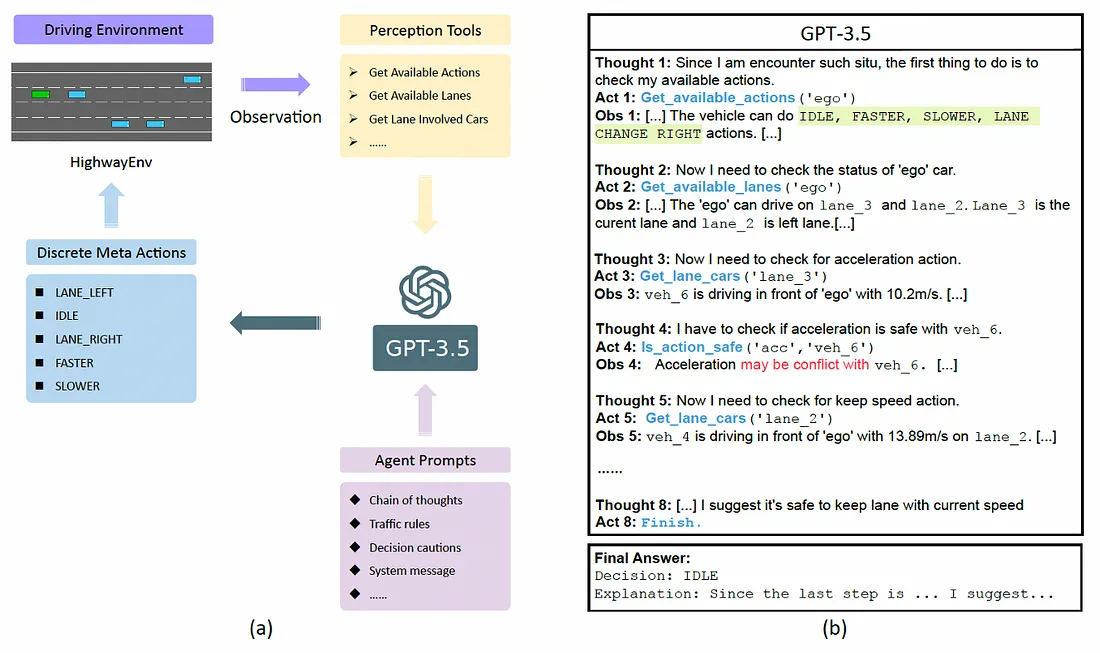 Driving Environment
HighwayEnv
Observation
Perception Tools
Get Available Actions
Get Available Lanes
Get Lane Involved Cars
......
Discrete Meta Actions
LANE_LEFT
IDLE
LANE_RIGHT
FASTER
SLOWER
GPT-3.5
Agent Prompts
Chain of thoughts
Traffic rules
Decision cautions
System message
......
(a)
GPT-3.5
Thought 1: Since I am encounter such situ, the first thing to do is to
check my available actions.
Act 1: Get_available_actions('ego')
Obs 1: [...] The vehicle can do IDLE, FASTER, SLOWER, LANE
CHANGE RIGHT actions. [...]
Thought 2: Now I need to check the status of 'ego' car.
Act 2: Get_available_lanes('ego')
Obs 2: [...] The 'ego' can drive on lane_3 and lane_2. Lane_3 is the
curent lane and lane_2 is left lane.[...]
Thought 3: Now I need to check for acceleration action.
Act 3: Get_lane_cars('lane_3')
Obs 3: veh_6 is driving in front of 'ego' with 10.2m/s. [...]
Thought 4: I have to check if acceleration is safe with veh_6.
Act 4: Is_action_safe('acc','veh_6')
Obs 4: Acceleration may be conflict with veh_6. [...]
Thought 5: Now I need to check for keep speed action.
Act 5: Get_lane_cars('lane_2')
Obs 5: veh_4 is driving in front of 'ego' with 13.89m/s on lane_2. [...]
......
Thought 8: [...] I suggest it's safe to keep lane with current speed
Act 8: Finish.
Final Answer:
Decision: IDLE
Explanation: Since the last step is ... I suggest...
(b)